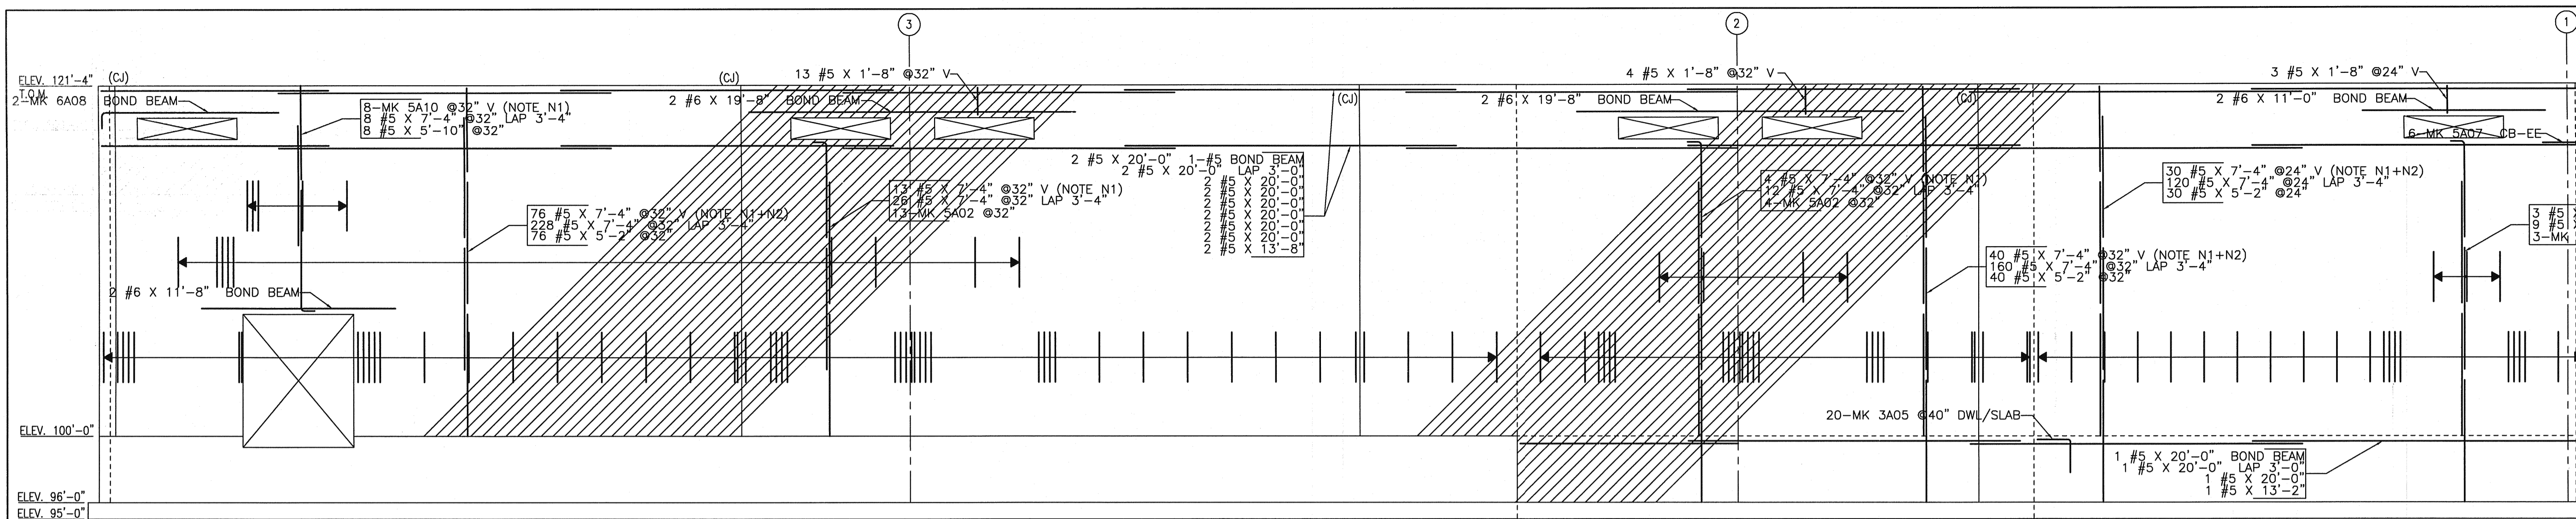 3
2
1
ELEV. 121'-4"
T.O.M.
(CJ)
(CJ)
(CJ)
(CJ)
13 #5 X 1'-8" @32" V
4 #5 X 1'-8" @32" V
3 #5 X 1'-8" @24" V
2-MK 6A08 BOND BEAM
8-MK 5A10 @32" V (NOTE N1)
8 #5 X 7'-4" @32" LAP 3'-4"
8 #5 X 5'-10" @32"
2 #6 X 19'-8" BOND BEAM
2 #6 X 19'-8" BOND BEAM
2 #6 X 11'-0" BOND BEAM
6-MK 5A07 CB-EE
2 #5 X 20'-0" 1-#5 BOND BEAM
2 #5 X 20'-0" LAP 3'-0"
2 #5 X 20'-0"
2 #5 X 20'-0"
2 #5 X 20'-0"
2 #5 X 20'-0"
2 #5 X 20'-0"
2 #5 X 20'-0"
2 #5 X 13'-8"
13 #5 X 7'-4" @32" V (NOTE N1)
26 #5 X 7'-4" @32" LAP 3'-4"
13-MK 5A02 @32"
4 #5 X 7'-4" @32" V (NOTE N1)
12 #5 X 7'-4" @32" LAP 3'-4"
4-MK 5A02 @32"
30 #5 X 7'-4" @24" V (NOTE N1+N2)
120 #5 X 7'-4" @24" LAP 3'-4"
30 #5 X 5'-2" @24"
76 #5 X 7'-4" @32" V (NOTE N1+N2)
228 #5 X 7'-4" @32" LAP 3'-4"
76 #5 X 5'-2" @32"
3 #5 X
9 #5 X
3-MK
40 #5 X 7'-4" @32" V (NOTE N1+N2)
160 #5 X 7'-4" @32" LAP 3'-4"
40 #5 X 5'-2" @32"
2 #6 X 11'-8" BOND BEAM
20-MK 3A05 @40" DWL/SLAB
ELEV. 100'-0"
1 #5 X 20'-0" BOND BEAM
1 #5 X 20'-0" LAP 3'-0"
1 #5 X 20'-0"
1 #5 X 13'-2"
ELEV. 96'-0"
ELEV. 95'-0"